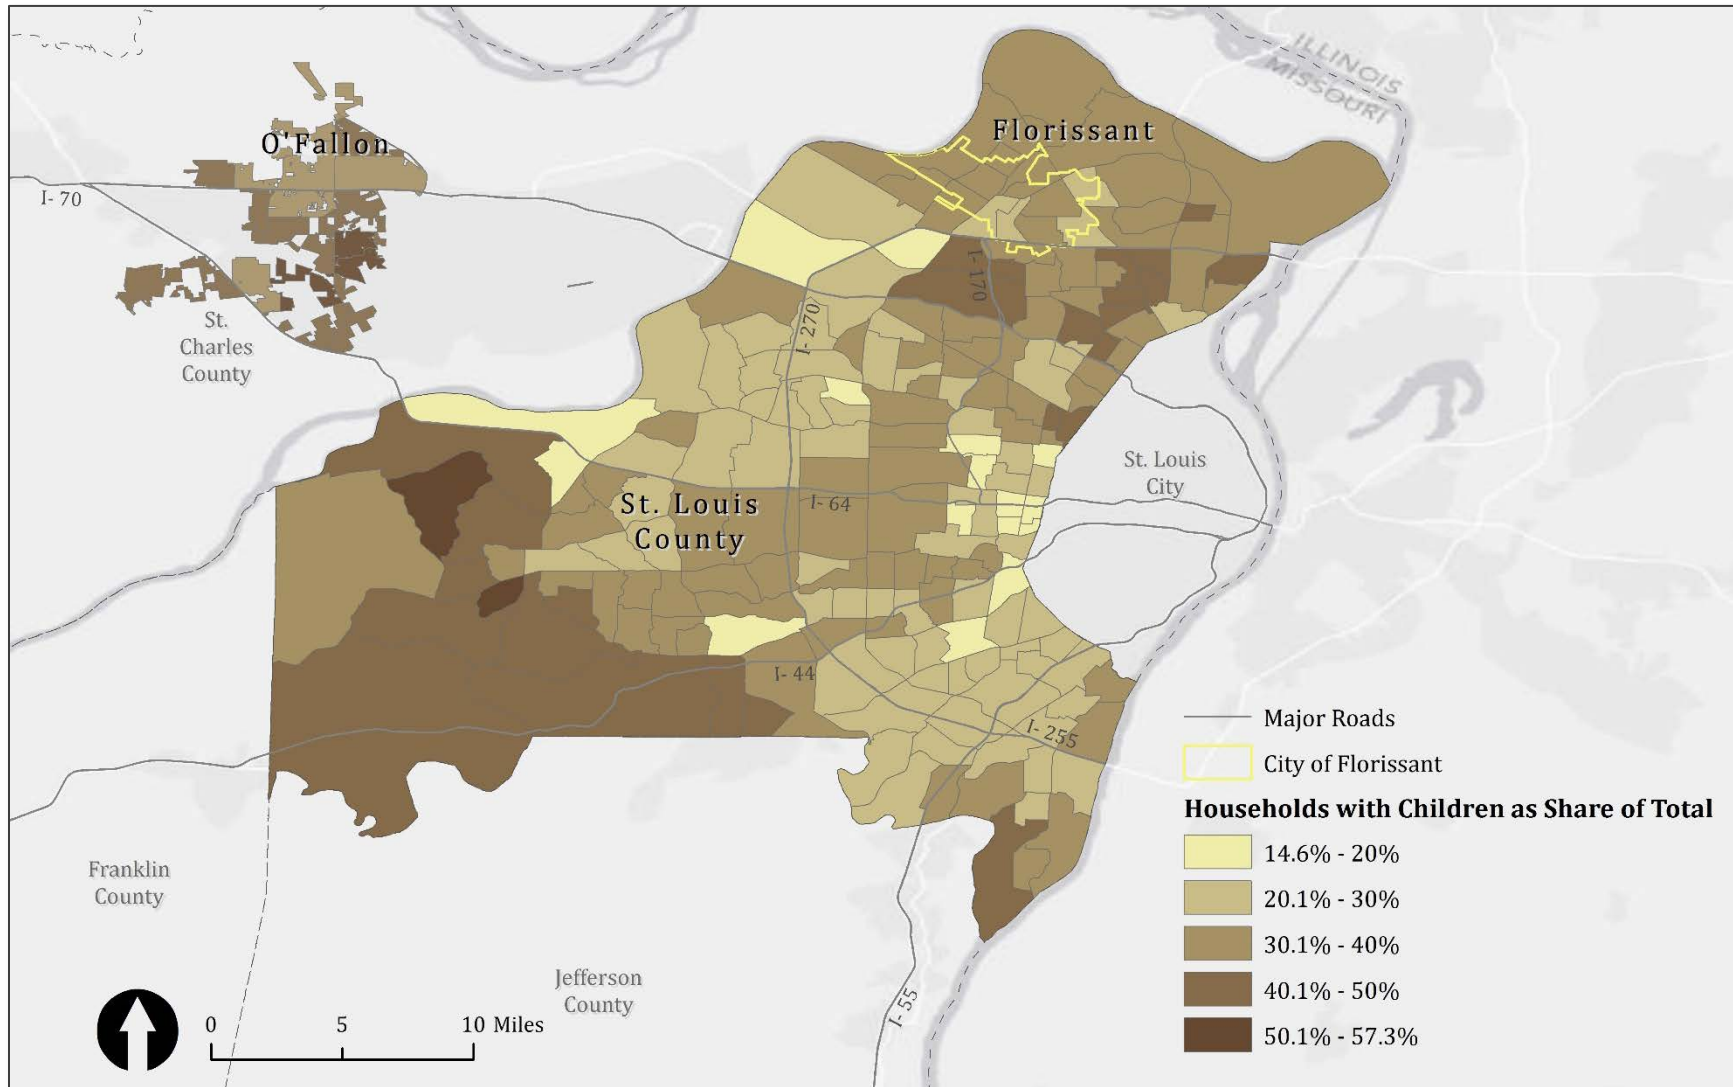 ILLINOIS
MISSOURI
O'Fallon
Florissant
I- 70
I- 170
St.
Charles
County
I- 270
St. Louis
City
St. Louis
County
I- 64
I- 44
I- 255
Major Roads
City of Florissant
Households with Children as Share of Total
14.6% - 20%
20.1% - 30%
30.1% - 40%
40.1% - 50%
50.1% - 57.3%
Franklin
County
Jefferson
County
I- 55
0 5 10 Miles